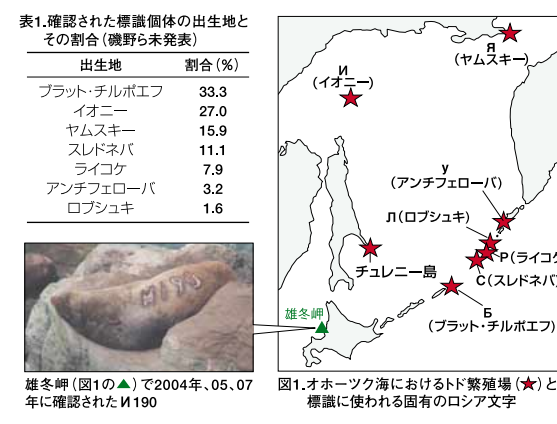 表1.確認された標識個体の出生地と
その割合(磯野ら未発表)
出生地 割合(%)
ブラット・チルポエフ 33.3
イオニー 27.0
ヤムスキー 15.9
スレドネバ 11.1
ライコケ 7.9
アンチフェローバ 3.2
ロブシュキ 1.6
雄冬岬(図1の▲)で2004年、05、07
年に確認されたИ190
Я
(ヤムスキー)
И
(イオニー)
У
(アンチフェローバ)
Л(ロブシュキ)
Р(ライコケ
С(スレドネバ)
チュレニー島
Б
(ブラット・チルポエフ)
雄冬岬
図1.オホーツク海におけるトド繁殖場(★)と
標識に使われる固有のロシア文字